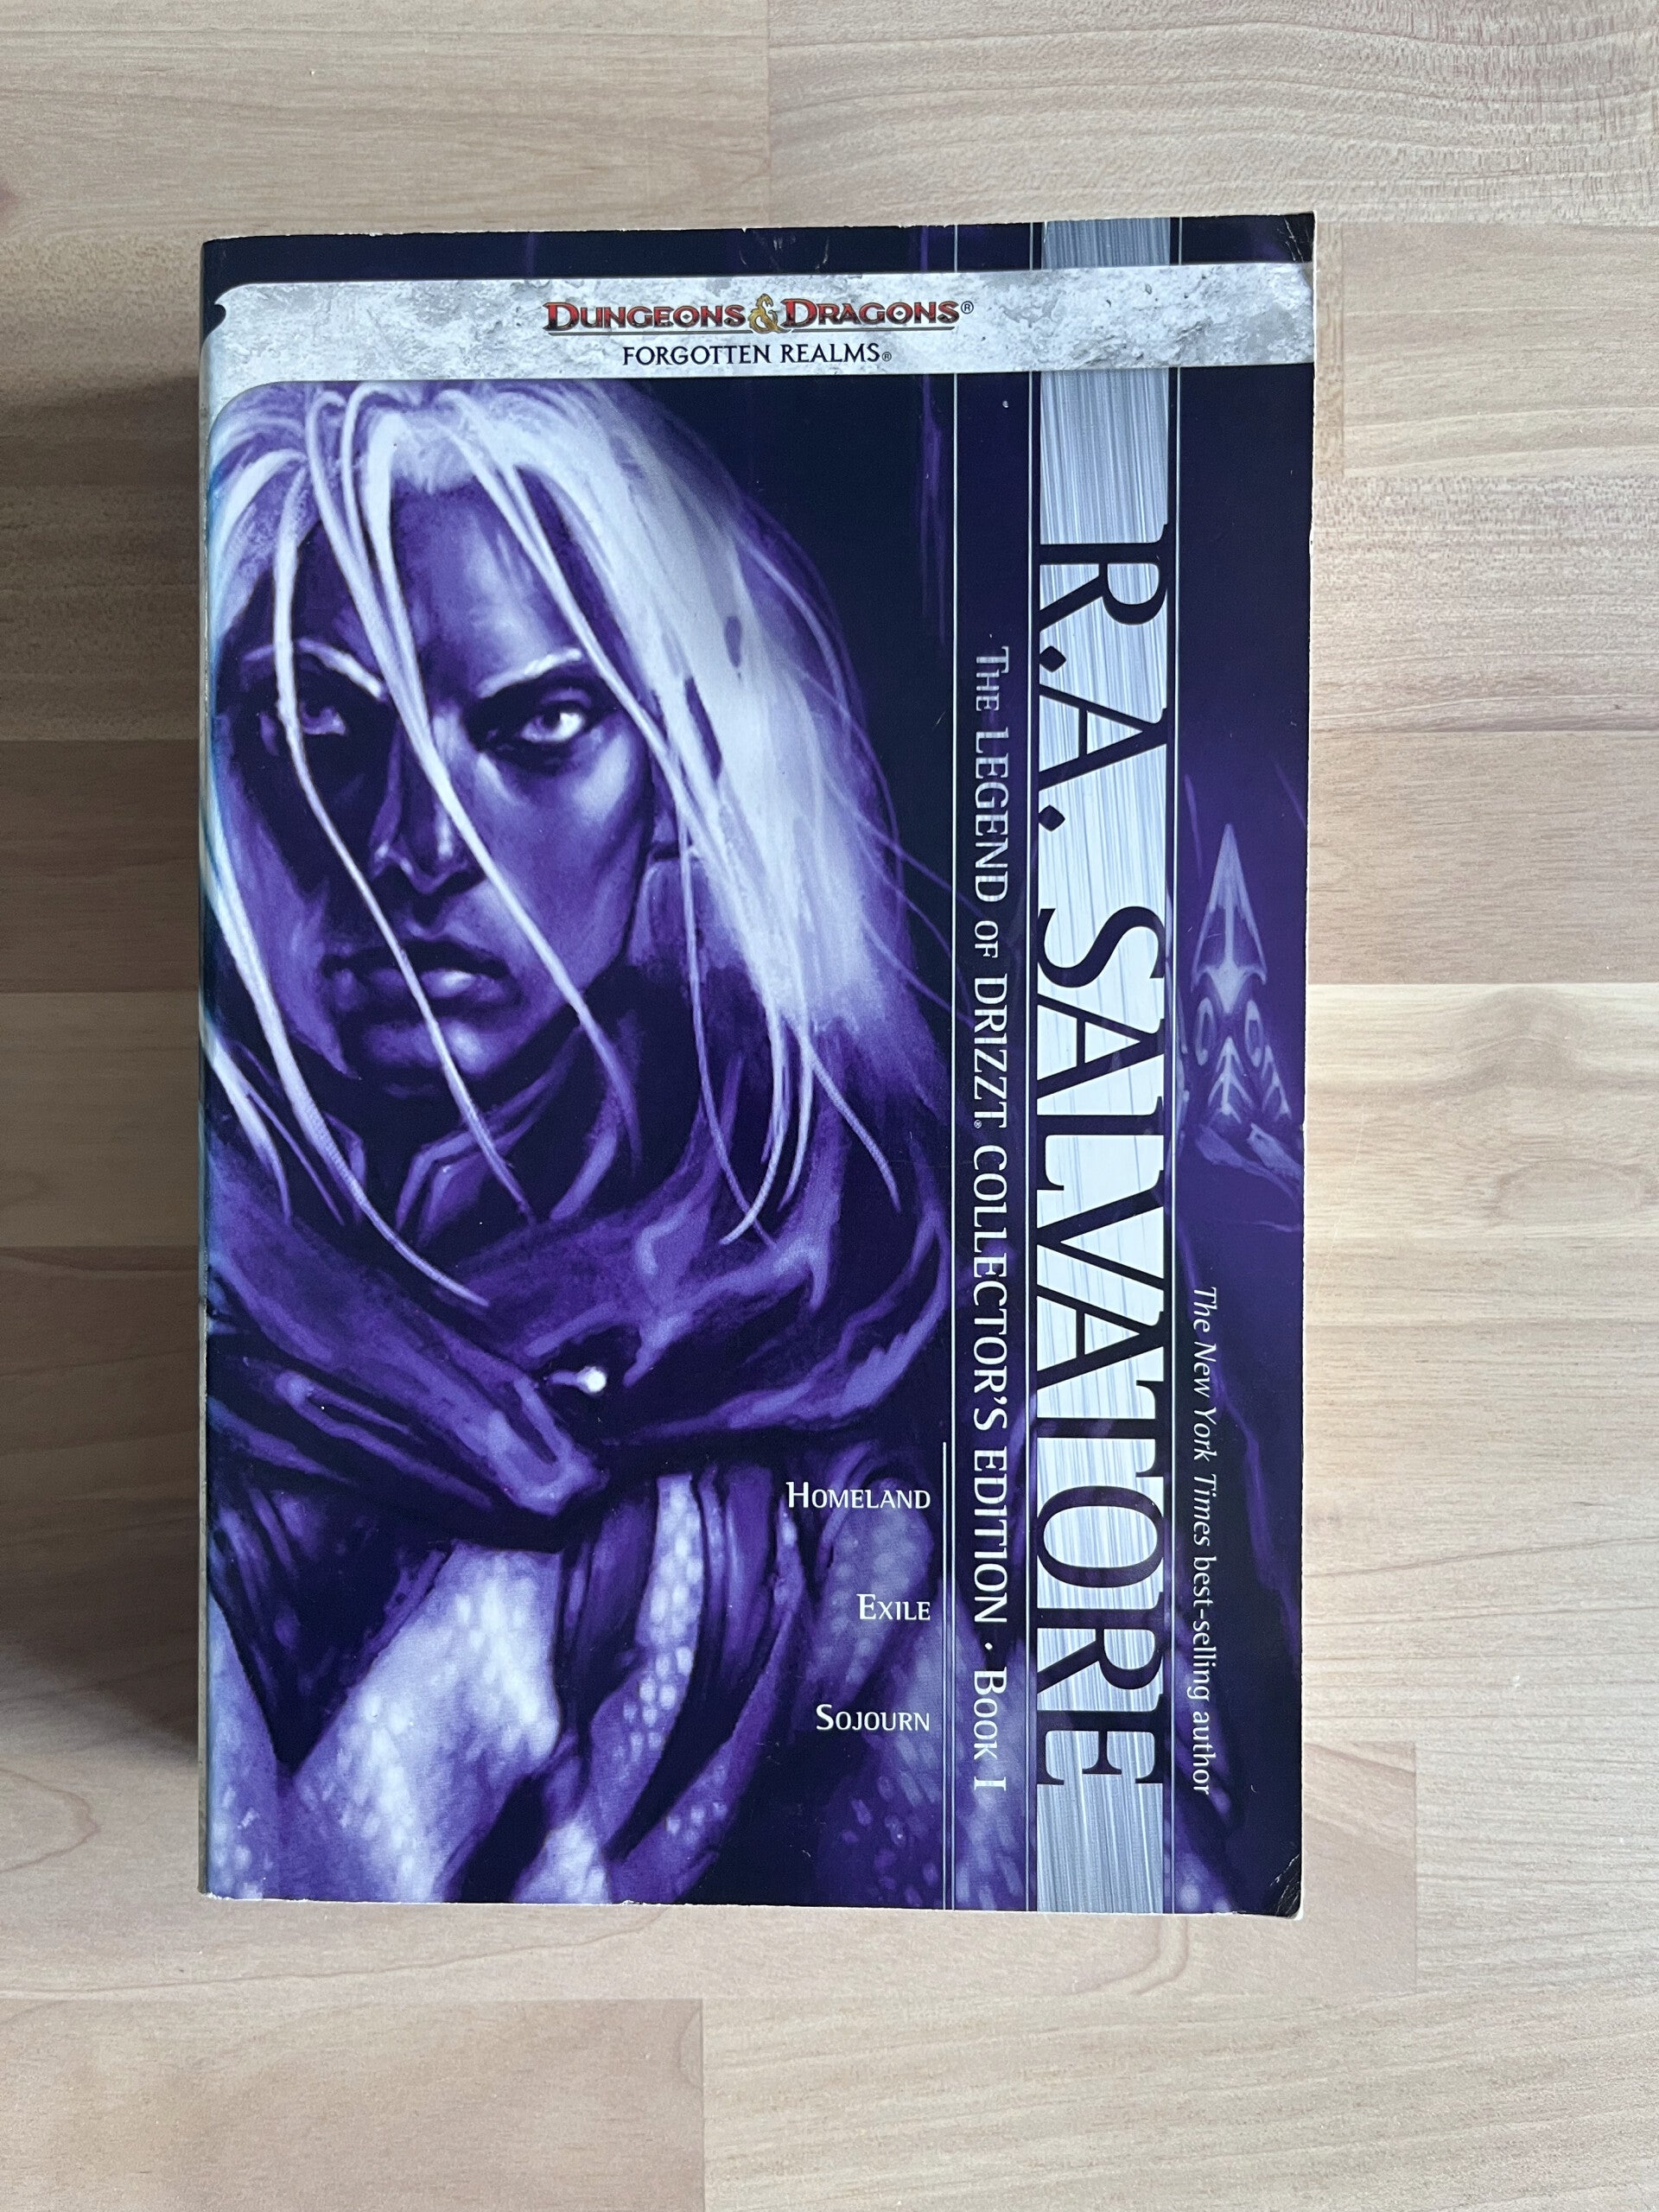 DUNGEONS & DRAGONS®
FORGOTTEN REALMS®
The New York Times best-selling author
R.A. SALVATORE
THE LEGEND OF DRIZZT® COLLECTOR'S EDITION · BOOK I
HOMELAND
EXILE
SOJOURN